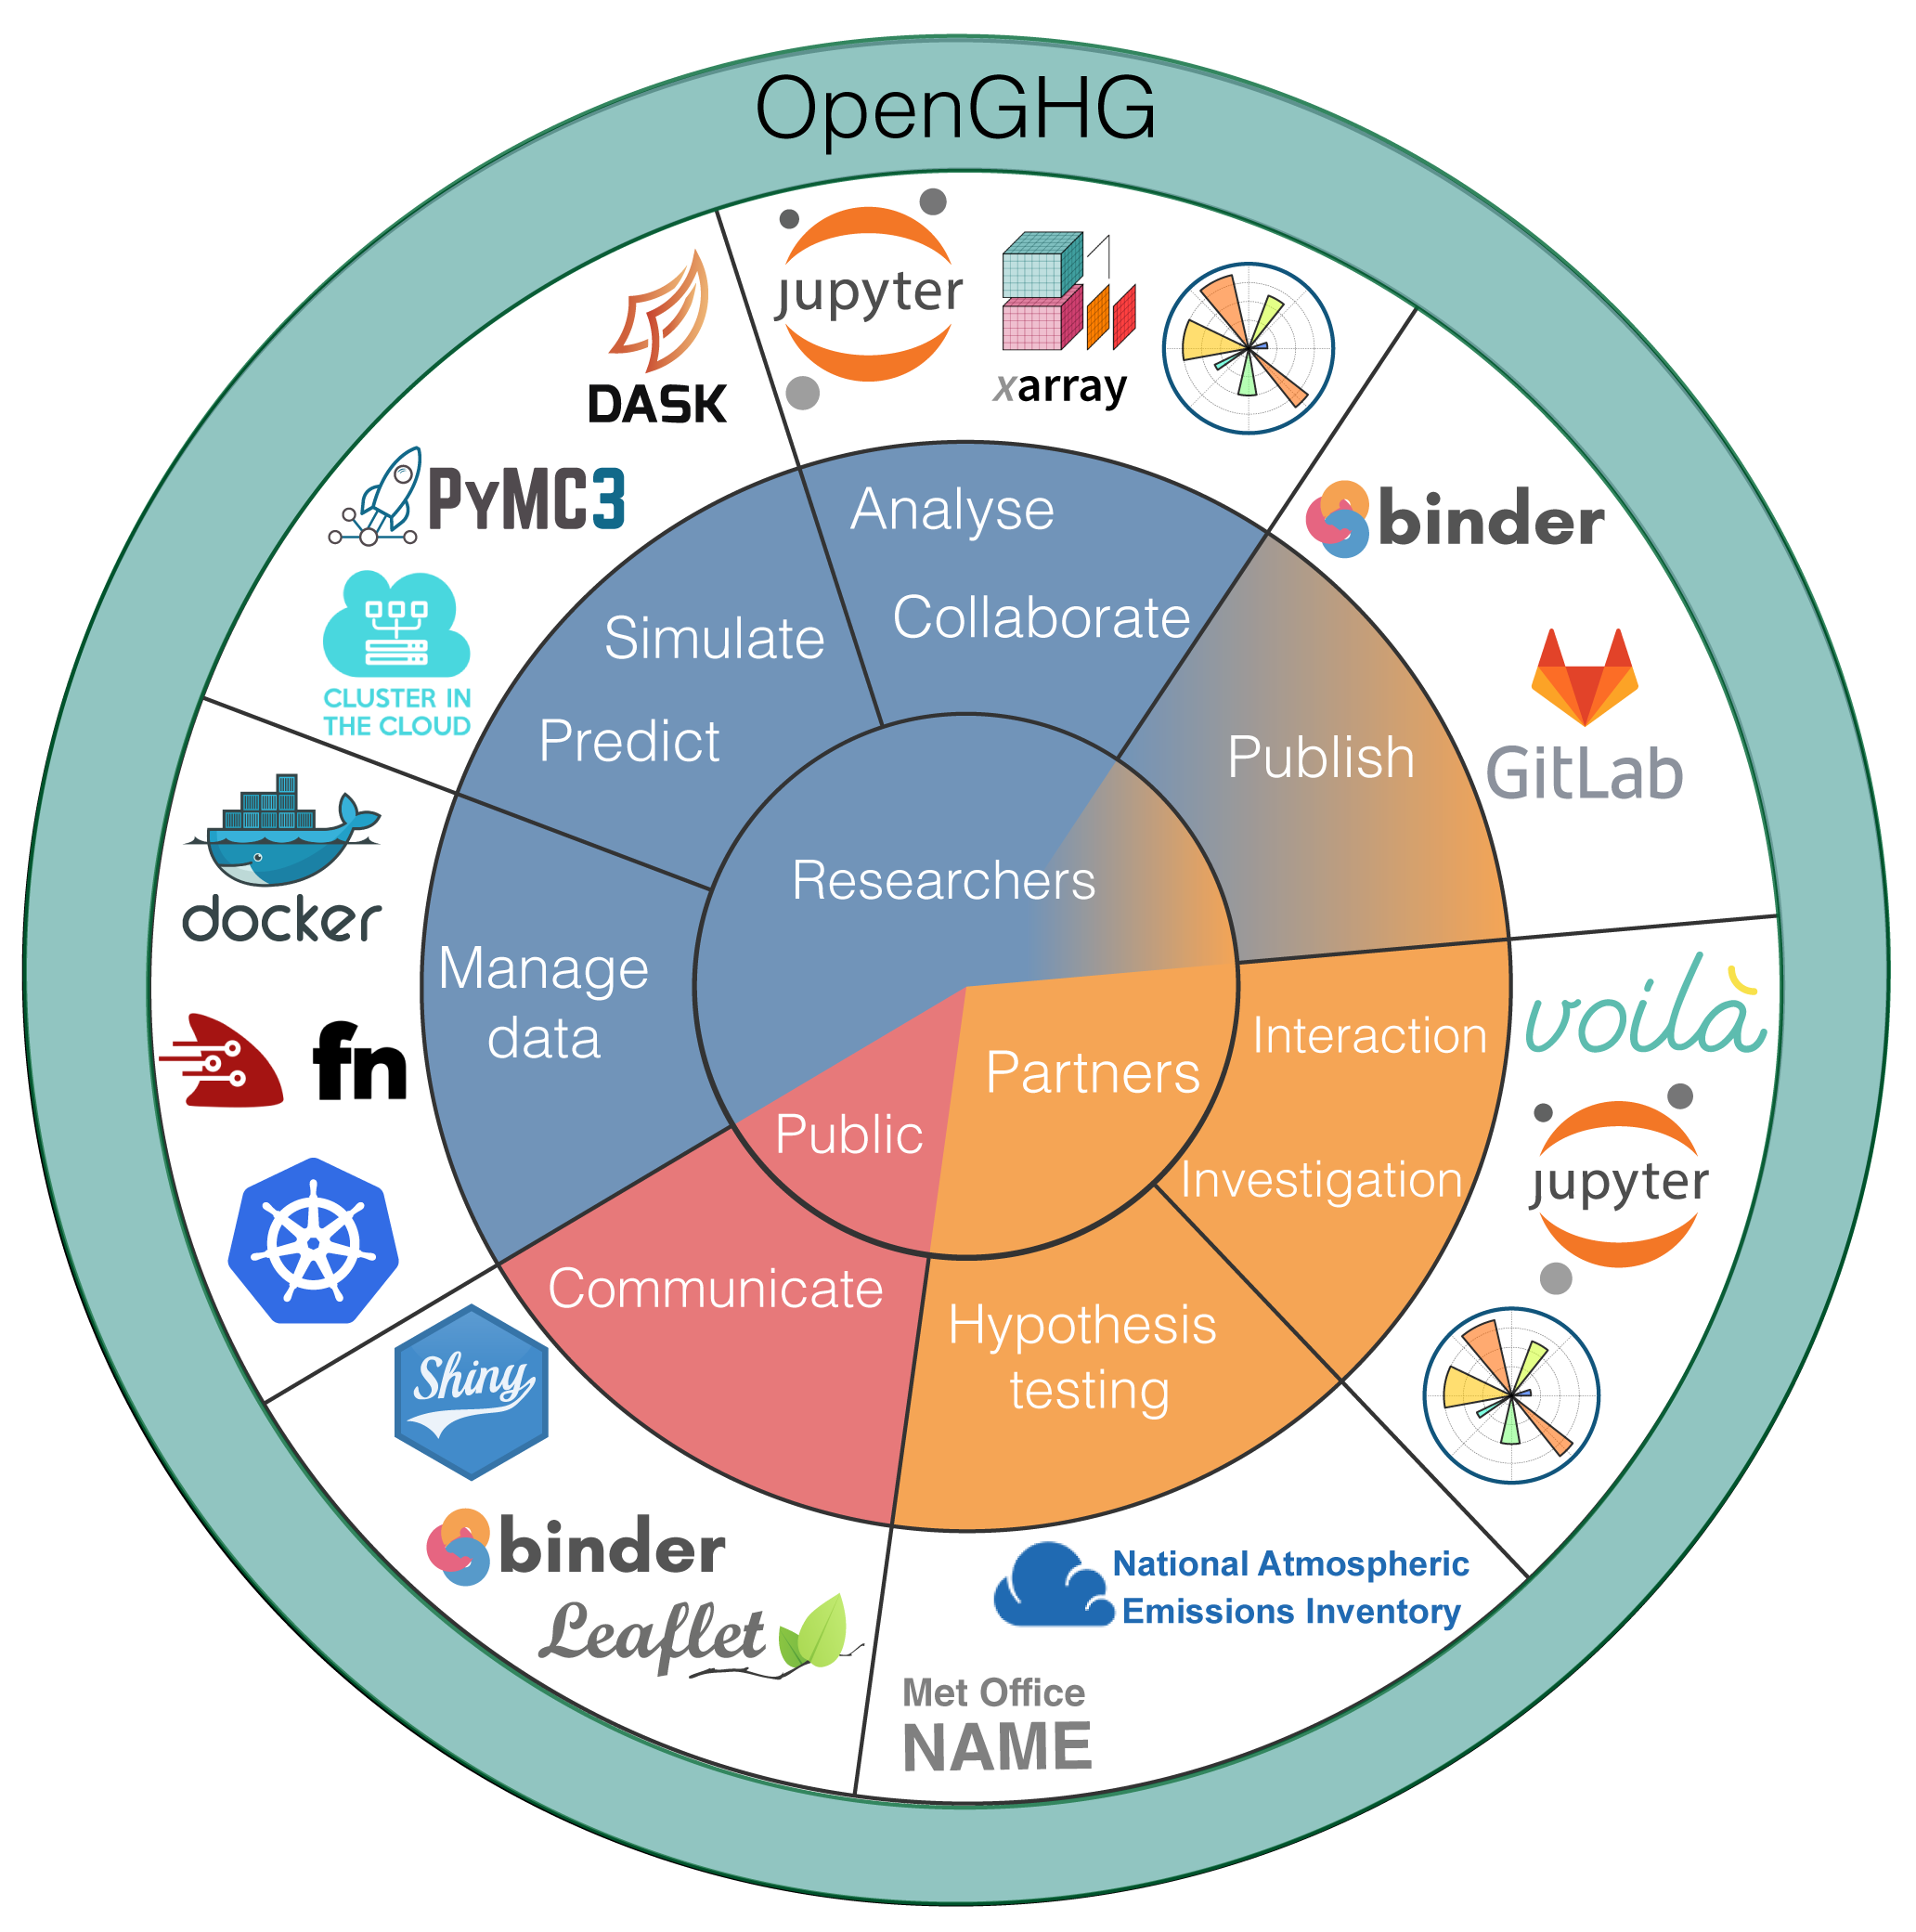 OpenGHG
jupyter
xarray
DASK
PYMC3
CLUSTER IN
THE CLOUD
binder
GitLab
Analyse
Collaborate
Simulate
Predict
Publish
docker
fn
Manage
data
Researchers
Partners
Public
Interaction
Investigation
voilà
jupyter
Communicate
Hypothesis
testing
Shiny
binder
Leaflet
National Atmospheric
Emissions Inventory
Met Office
NAME